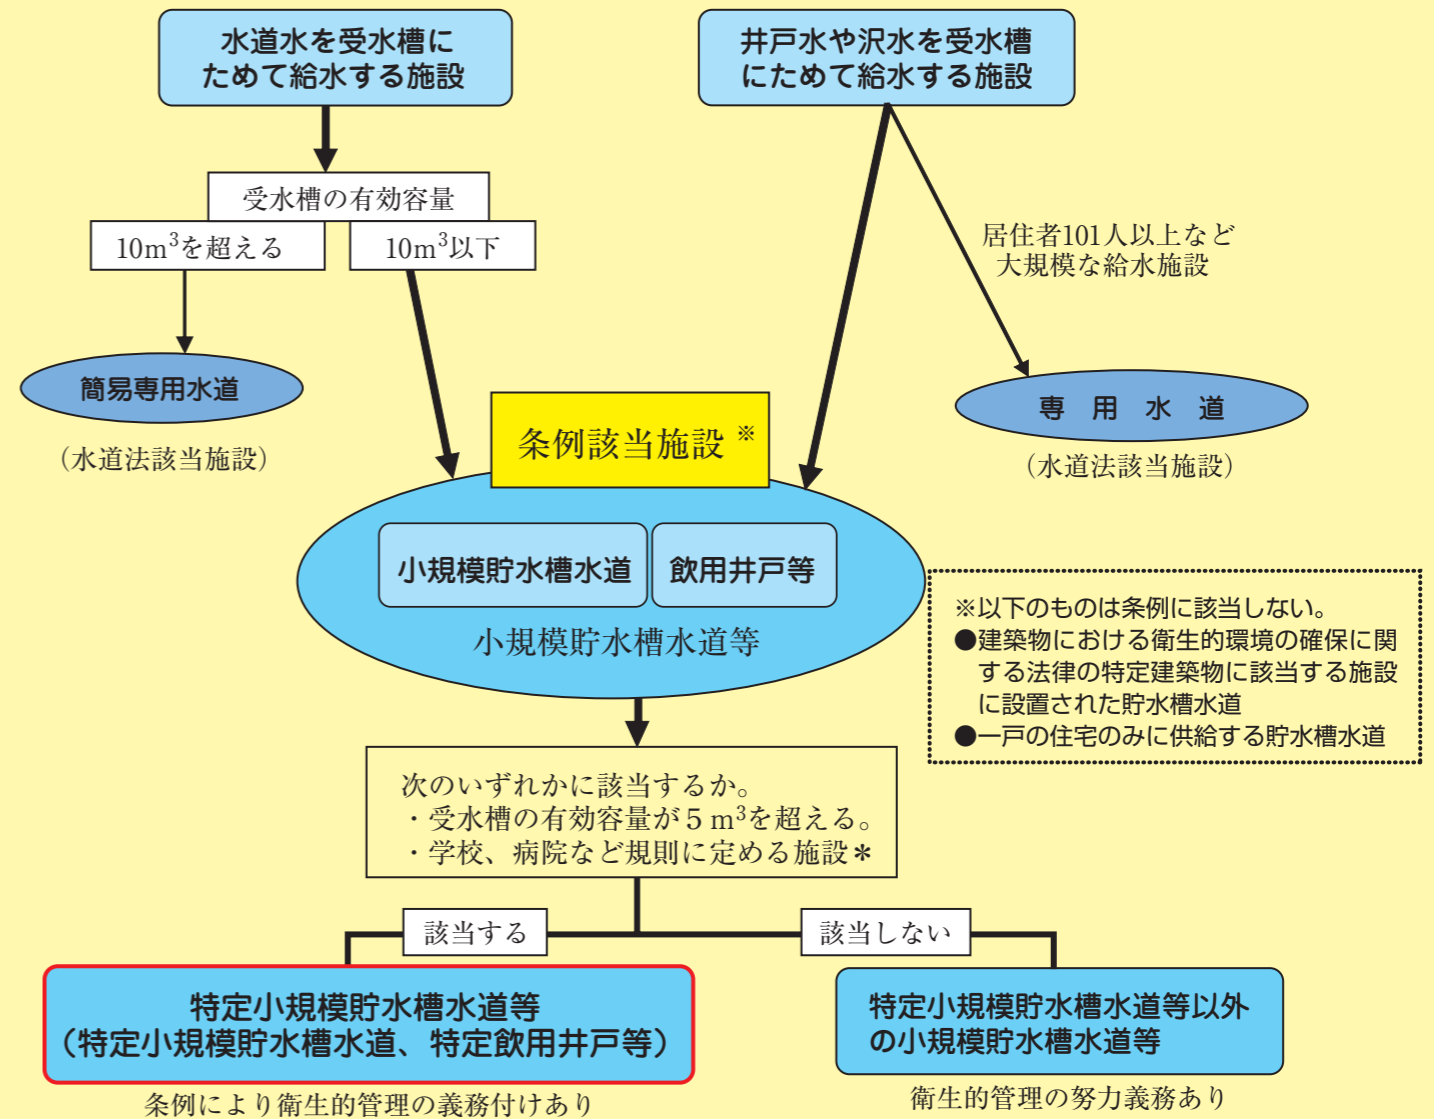 水道水を受水槽に
ためて給水する施設
井戸水や沢水を受水槽
にためて給水する施設
受水槽の有効容量
10m³を超える
10m³以下
居住者101人以上など
大規模な給水施設
簡易専用水道
（水道法該当施設）
専用水道
（水道法該当施設）
条例該当施設※
小規模貯水槽水道
飲用井戸等
小規模貯水槽水道等
※以下のものは条例に該当しない。
●建築物における衛生的環境の確保に関
する法律の特定建築物に該当する施設
に設置された貯水槽水道
●一戸の住宅のみに供給する貯水槽水道
次のいずれかに該当するか。
・受水槽の有効容量が５m³を超える。
・学校、病院など規則に定める施設＊
該当する
該当しない
特定小規模貯水槽水道等
（特定小規模貯水槽水道、特定飲用井戸等）
条例により衛生的管理の義務付けあり
特定小規模貯水槽水道等以外
の小規模貯水槽水道等
衛生的管理の努力義務あり